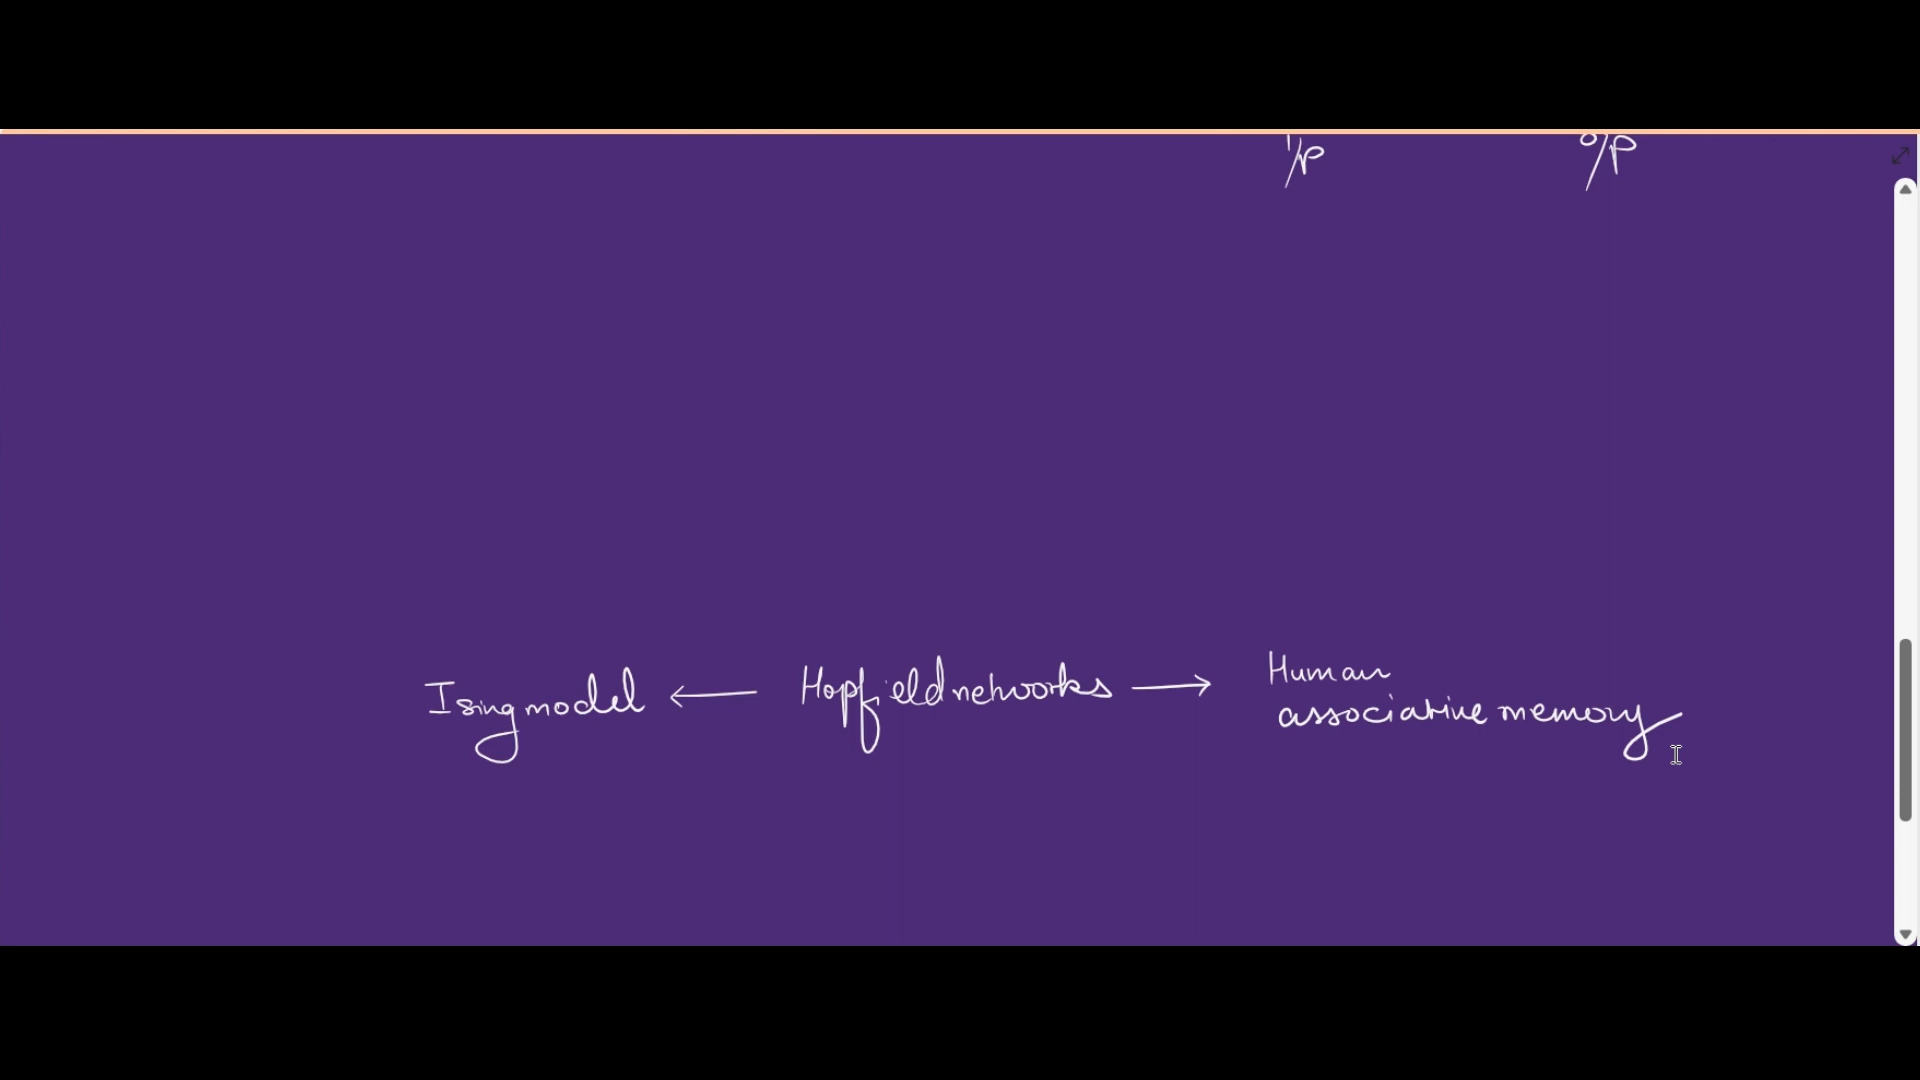 I/P O/P
Ising model ← Hopfield networks → Human
associative memory